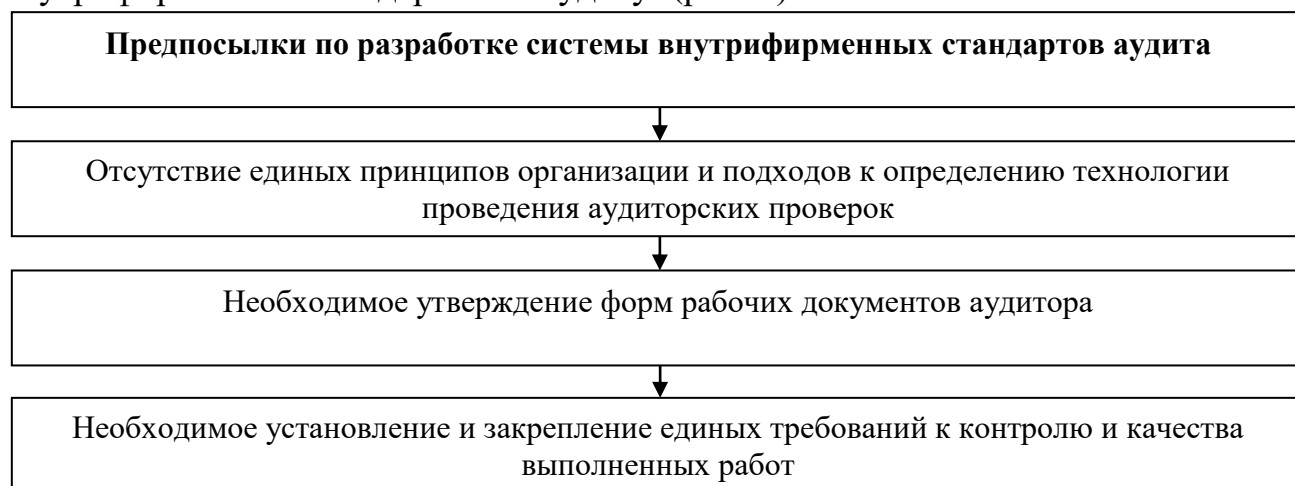 Предпосылки по разработке системы внутрифирменных стандартов аудита
Отсутствие единых принципов организации и подходов к определению технологии
проведения аудиторских проверок
Необходимое утверждение форм рабочих документов аудитора
Необходимое установление и закрепление единых требований к контролю и качества
выполненных работ